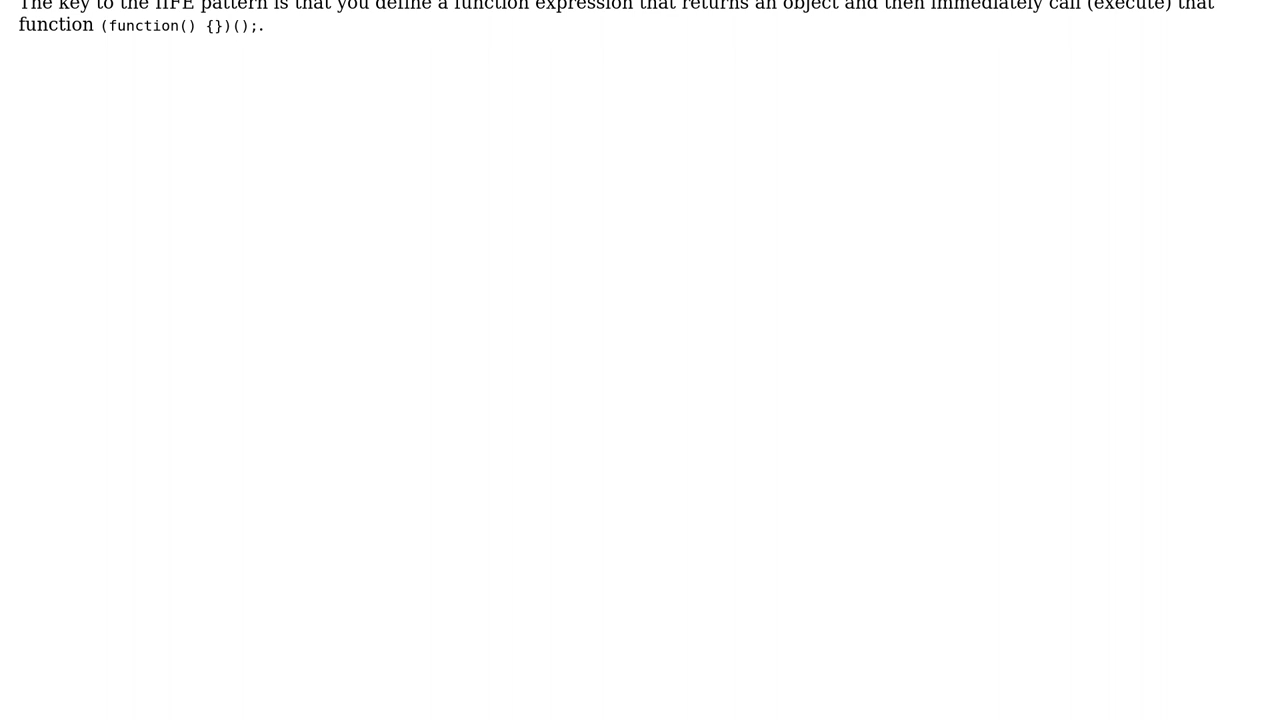 The key to the IIFE pattern is that you define a function expression that returns an object and then immediately call (execute) that
function (function() {})();.